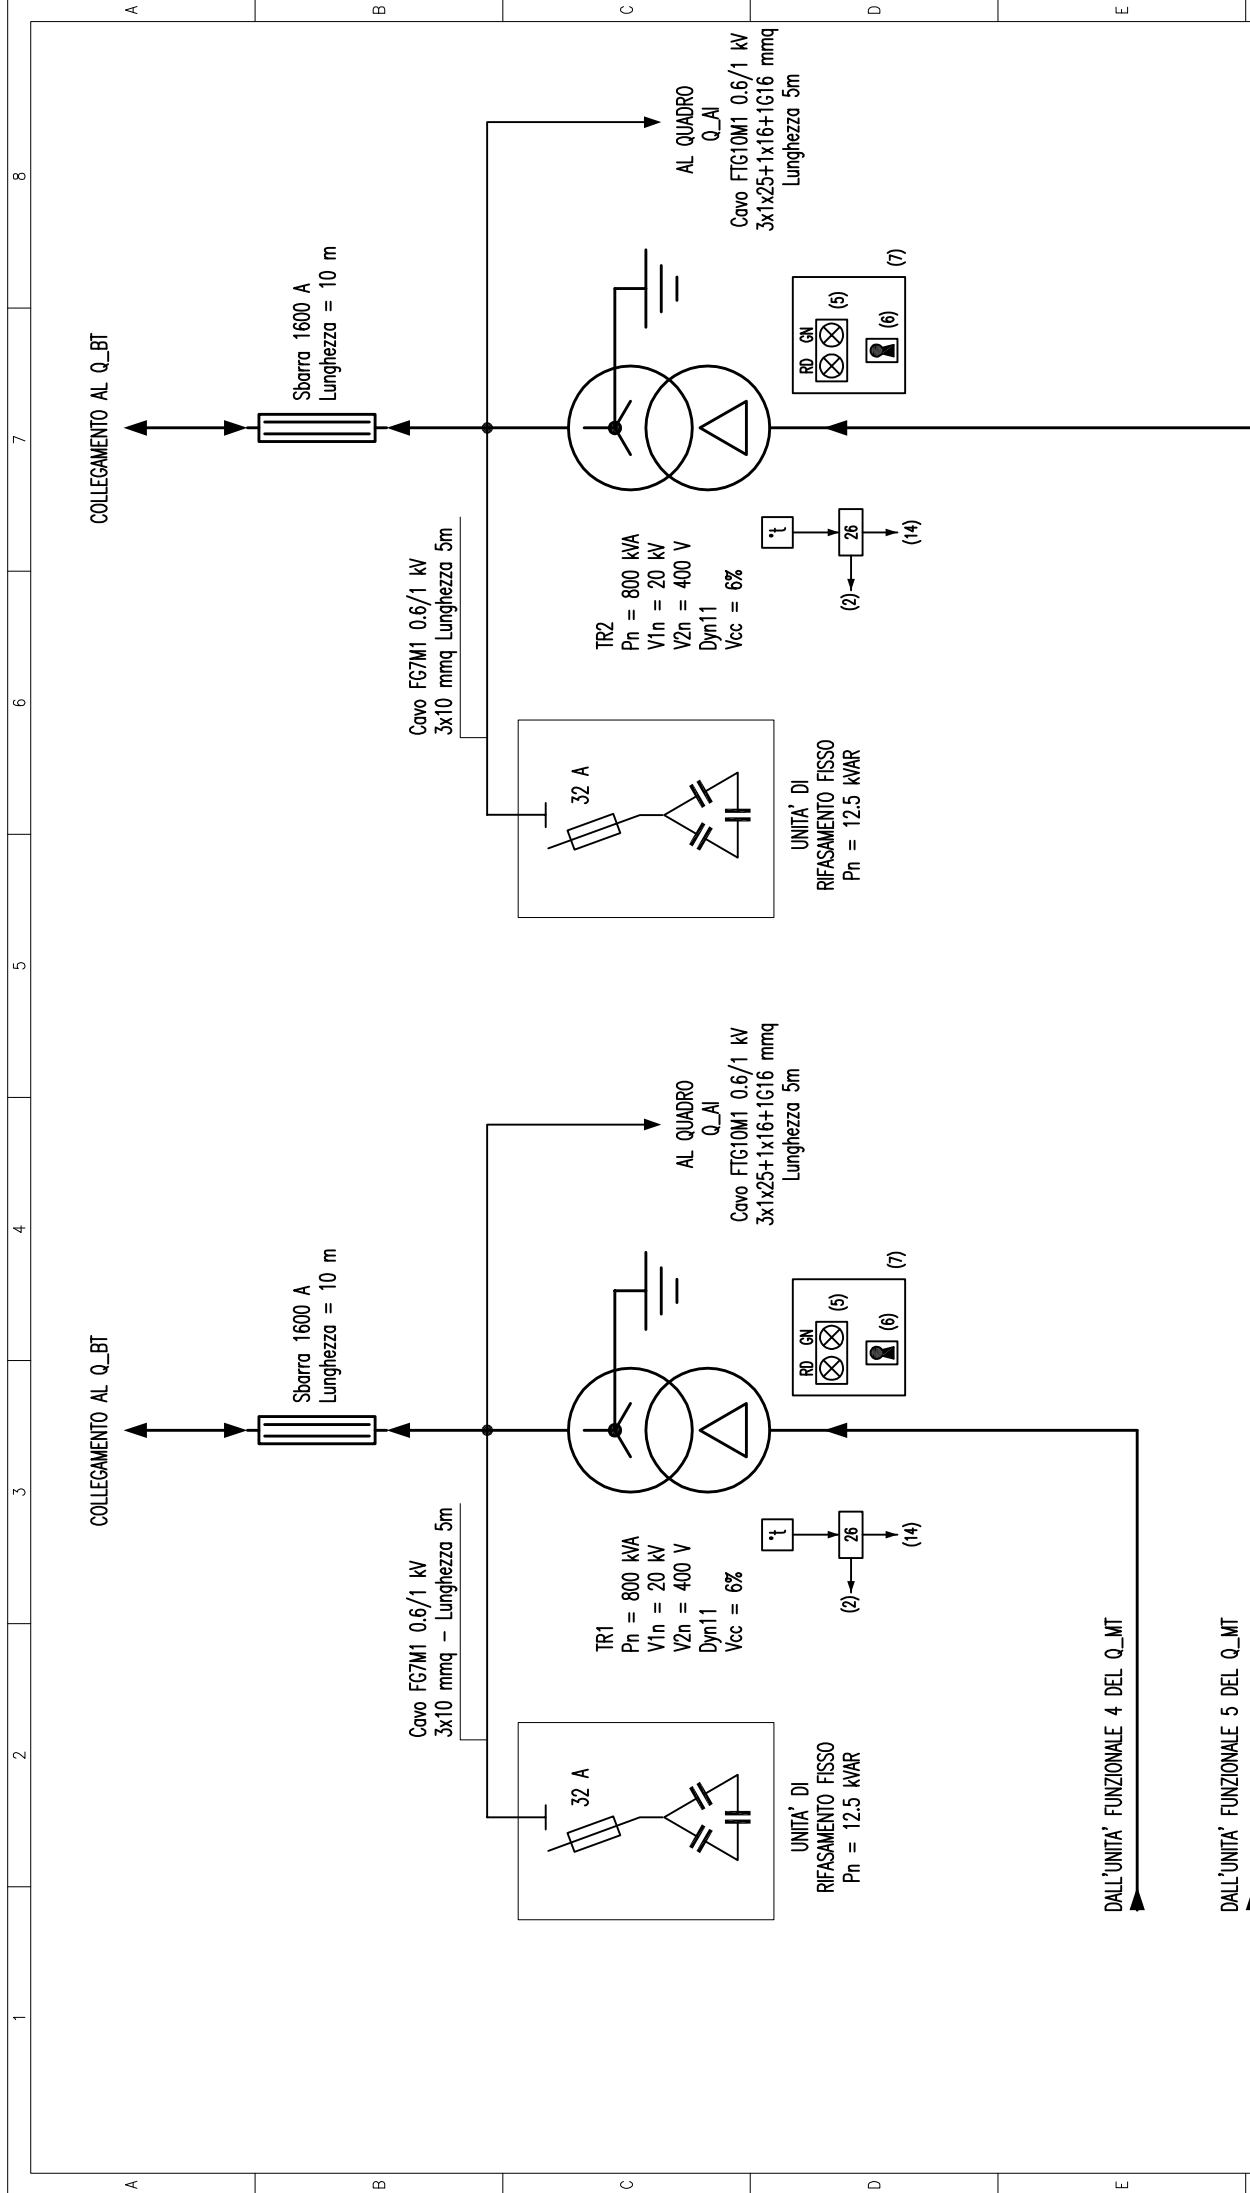 1
2
3
4
5
6
7
8
A
A
COLLEGAMENTO AL Q_BT
COLLEGAMENTO AL Q_BT
Sbarra 1600 A
Lunghezza = 10 m
Sbarra 1600 A
Lunghezza = 10 m
B
B
Cavo FG7M1 0.6/1 kV
3x10 mmq - Lunghezza 5m
Cavo FG7M1 0.6/1 kV
3x10 mmq Lunghezza 5m
C
C
32 A
TR1
Pn = 800 kVA
V1n = 20 kV
V2n = 400 V
Dyn11
Vcc = 6%
AL QUADRO
Q_AI
Cavo FTG10M1 0.6/1 kV
3x1x25+1x16+1G16 mmq
Lunghezza 5m
32 A
TR2
Pn = 800 kVA
V1n = 20 kV
V2n = 400 V
Dyn11
Vcc = 6%
AL QUADRO
Q_AI
Cavo FTG10M1 0.6/1 kV
3x1x25+1x16+1G16 mmq
Lunghezza 5m
D
D
UNITA' DI
RIFASAMENTO FISSO
Pn = 12.5 kVAR
°t
26
(2)
(14)
RD GN
(5)
(6)
(7)
UNITA' DI
RIFASAMENTO FISSO
Pn = 12.5 kVAR
°t
26
(2)
(14)
RD GN
(5)
(6)
(7)
E
E
DALL'UNITA' FUNZIONALE 4 DEL Q_MT
DALL'UNITA' FUNZIONALE 5 DEL Q_MT